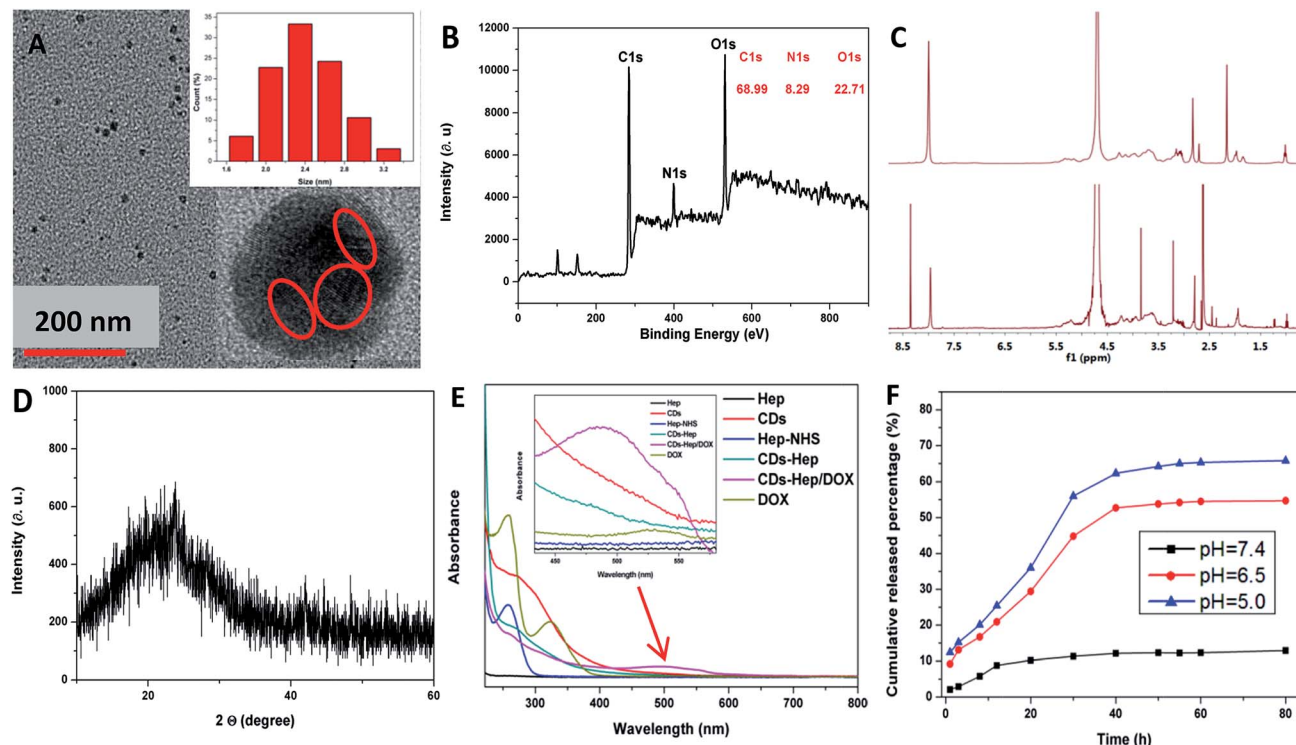 A
35
30
25
20
15
10
5
0
Count (%)
1.6 2.0 2.4 2.8 3.2
Size (nm)
200 nm
B
12000
10000
8000
6000
4000
2000
0
Intensity (∂. u)
C1s
N1s
O1s
C1s N1s O1s
68.99 8.29 22.71
0 200 400 600 800
Binding Energy (eV)
C
8.5 7.5 5.5 4.5 3.5 2.5 1.5
f1 (ppm)
D
1000
800
600
400
200
0
Intensity (∂. u.)
20 40 60
2 Θ (degree)
E
Absorbance
Hep
CDs
Hep-NHS
CDs-Hep
CDs-Hep/DOX
DOX
Absorbance
Hep
CDs
Hep-NHS
CDs-Hep
CDs-Hep/DOX
DOX
450 500 550
Wavelength (nm)
300 400 500 600 700 800
Wavelength (nm)
F
80
70
60
50
40
30
20
10
0
Cumulative released percentage (%)
pH=7.4
pH=6.5
pH=5.0
0 10 20 30 40 50 60 70 80
Time (h)